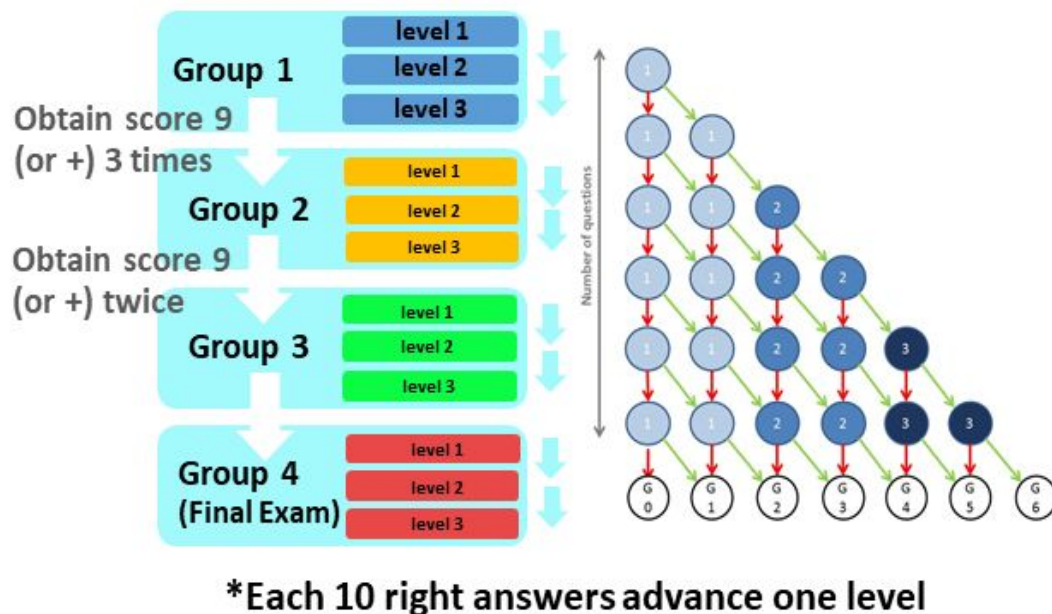 Group 1
level 1
level 2
level 3
Obtain score 9
(or +) 3 times
Group 2
level 1
level 2
level 3
Obtain score 9
(or +) twice
Group 3
level 1
level 2
level 3
Group 4
(Final Exam)
level 1
level 2
level 3
Number of questions
1
1 1
1 1 2
1 1 2 2
1 1 2 2 3
1 1 2 2 3 3
G G G G G G G
0 1 2 3 4 5 6
*Each 10 right answers advance one level